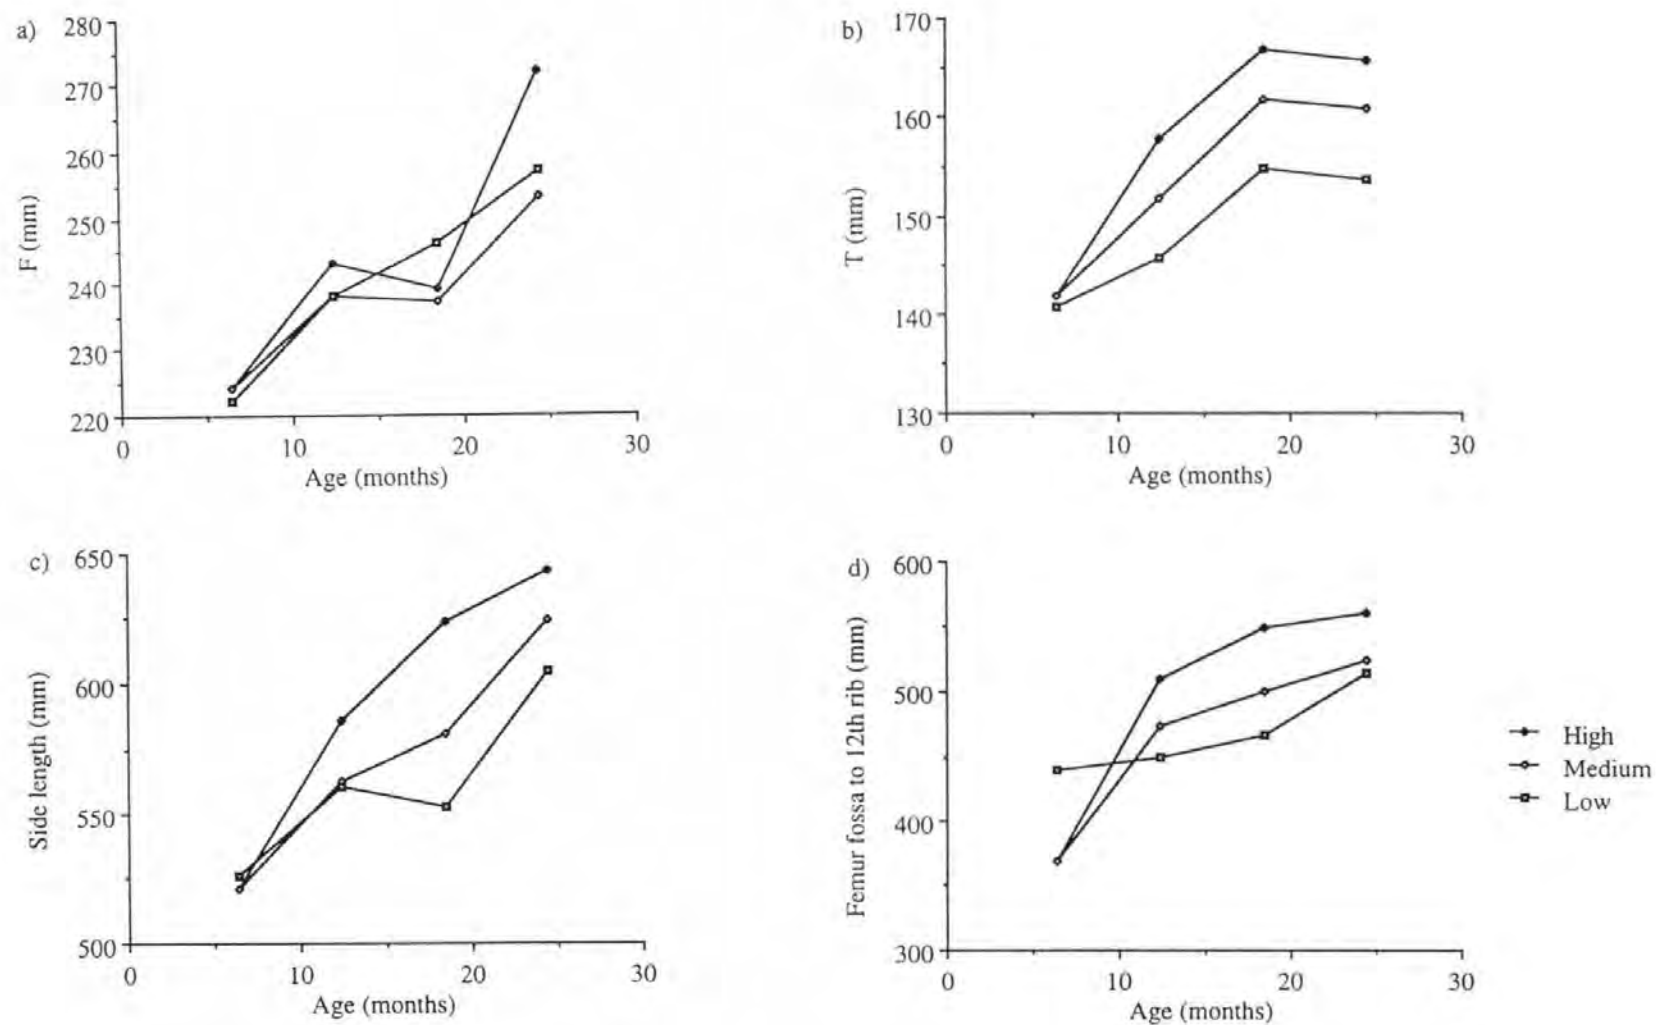 a)
280
270
260
250
240
230
220
F (mm)
0
10
20
30
Age (months)
b)
170
160
150
140
130
T (mm)
0
10
20
30
Age (months)
c)
650
600
550
500
Side length (mm)
0
10
20
30
Age (months)
d)
600
500
400
300
Femur fossa to 12th rib (mm)
0
10
20
30
Age (months)
High
Medium
Low